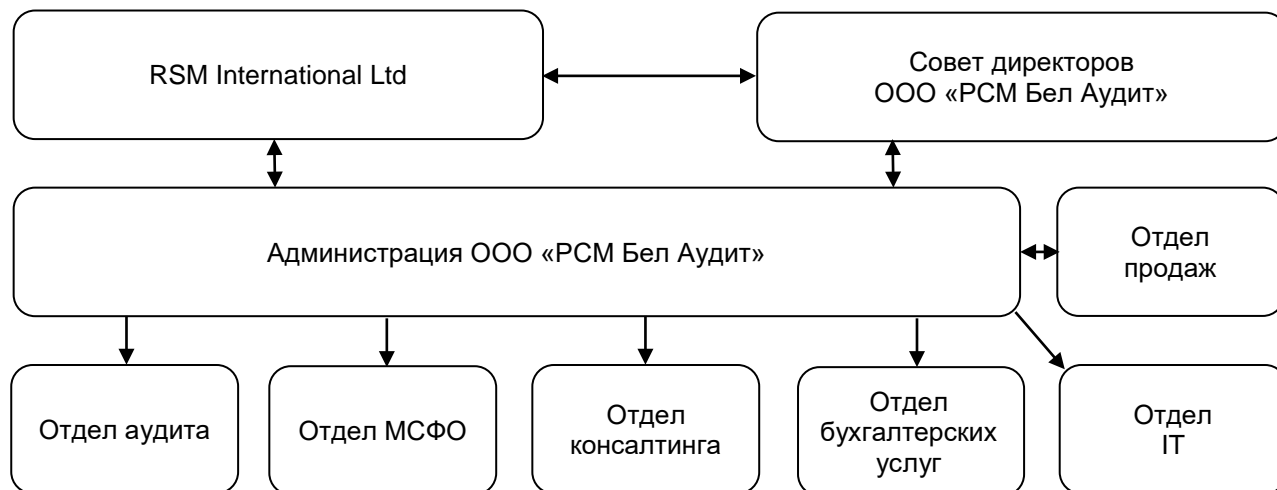 RSM International Ltd
Совет директоров
ООО «РСМ Бел Аудит»
Администрация ООО «РСМ Бел Аудит»
Отдел
продаж
Отдел аудита
Отдел МСФО
Отдел
консалтинга
Отдел
бухгалтерских
услуг
Отдел
IT